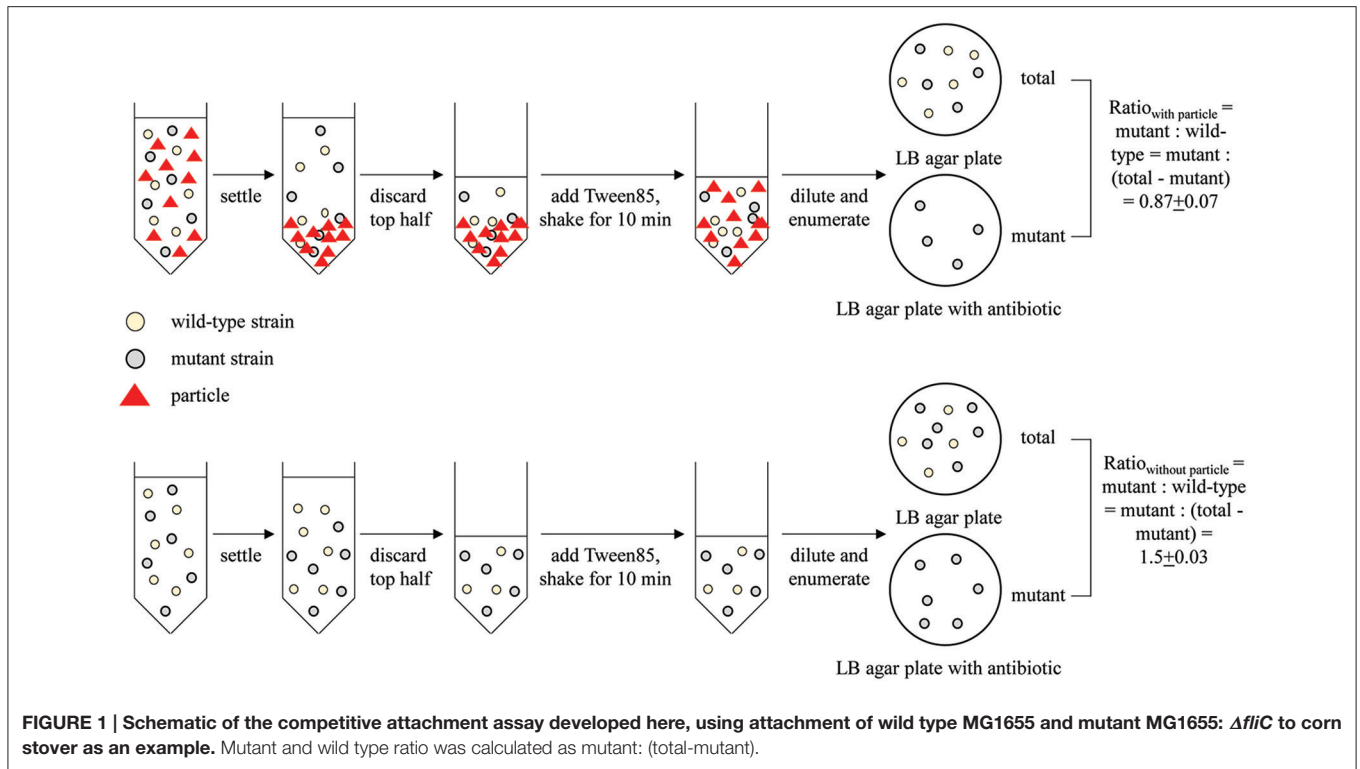 settle
discard
top half
add Tween85,
shake for 10 min
dilute and
enumerate
total
LB agar plate
mutant
LB agar plate with antibiotic
Ratio with particle =
mutant : wild-
type = mutant :
(total - mutant)
= 0.87±0.07
wild-type strain
mutant strain
particle
settle
discard
top half
add Tween85,
shake for 10 min
dilute and
enumerate
total
LB agar plate
mutant
LB agar plate with antibiotic
Ratio without particle =
mutant : wild-type
= mutant : (total -
mutant) =
1.5±0.03
FIGURE 1 | Schematic of the competitive attachment assay developed here, using attachment of wild type MG1655 and mutant MG1655: ΔfliC to corn
stover as an example. Mutant and wild type ratio was calculated as mutant: (total-mutant).